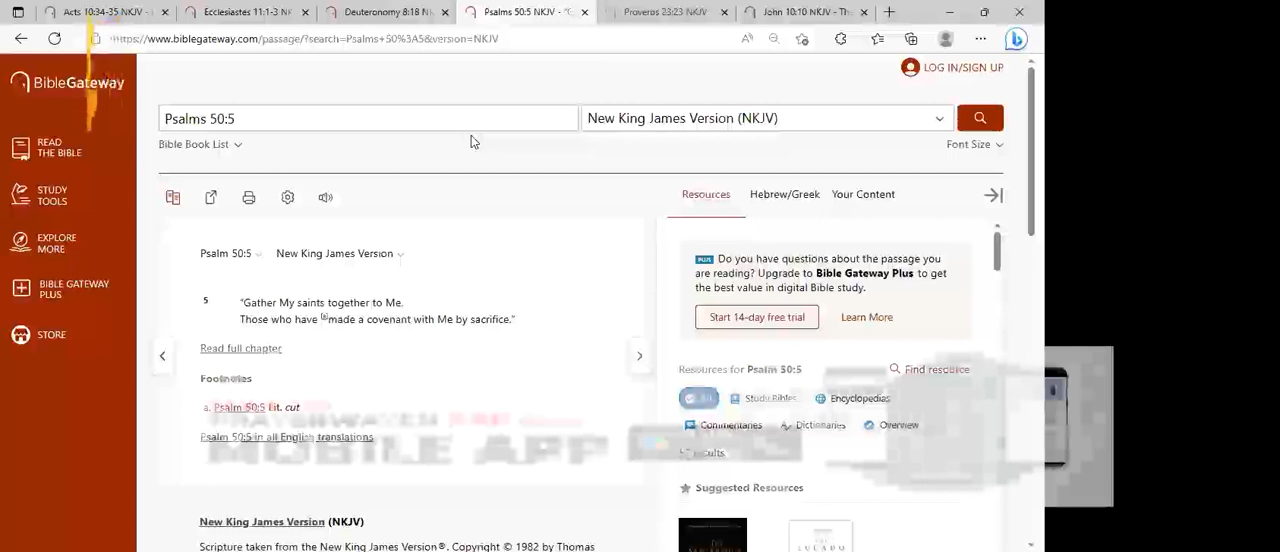 Acts 10:34-35 NKJV -
Ecclesiastes 11:1-3 NK
Deuteronomy 8:18 NKJV
Psalms 50:5 NKJV - "G
Proverbs 23:23 NKJV
John 10:10 NKJV - The
https://www.biblegateway.com/passage/?search=Psalms+50%3A5&version=NKJV
BibleGateway
LOG IN/SIGN UP
Psalms 50:5
New King James Version (NKJV)
Bible Book List
Font Size
READ
THE BIBLE
STUDY
TOOLS
EXPLORE
MORE
BIBLE GATEWAY
PLUS
STORE
Resources
Hebrew/Greek
Your Content
Psalm 50:5
New King James Version
5 "Gather My saints together to Me,
Those who have [a]made a covenant with Me by sacrifice."
Read full chapter
Footnotes
a. Psalm 50:5 Lit. cut
Psalm 50:5 in all English translations
New King James Version (NKJV)
Scripture taken from the New King James Version®. Copyright © 1982 by Thomas
PLUS Do you have questions about the passage
you are reading? Upgrade to Bible Gateway Plus to get
the best value in digital Bible study.
Start 14-day free trial
Learn More
Resources for Psalm 50:5
Find resource
All
Study Bibles
Encyclopedias
Commentaries
Dictionaries
Overview
results
Suggested Resources
MOBILE APP